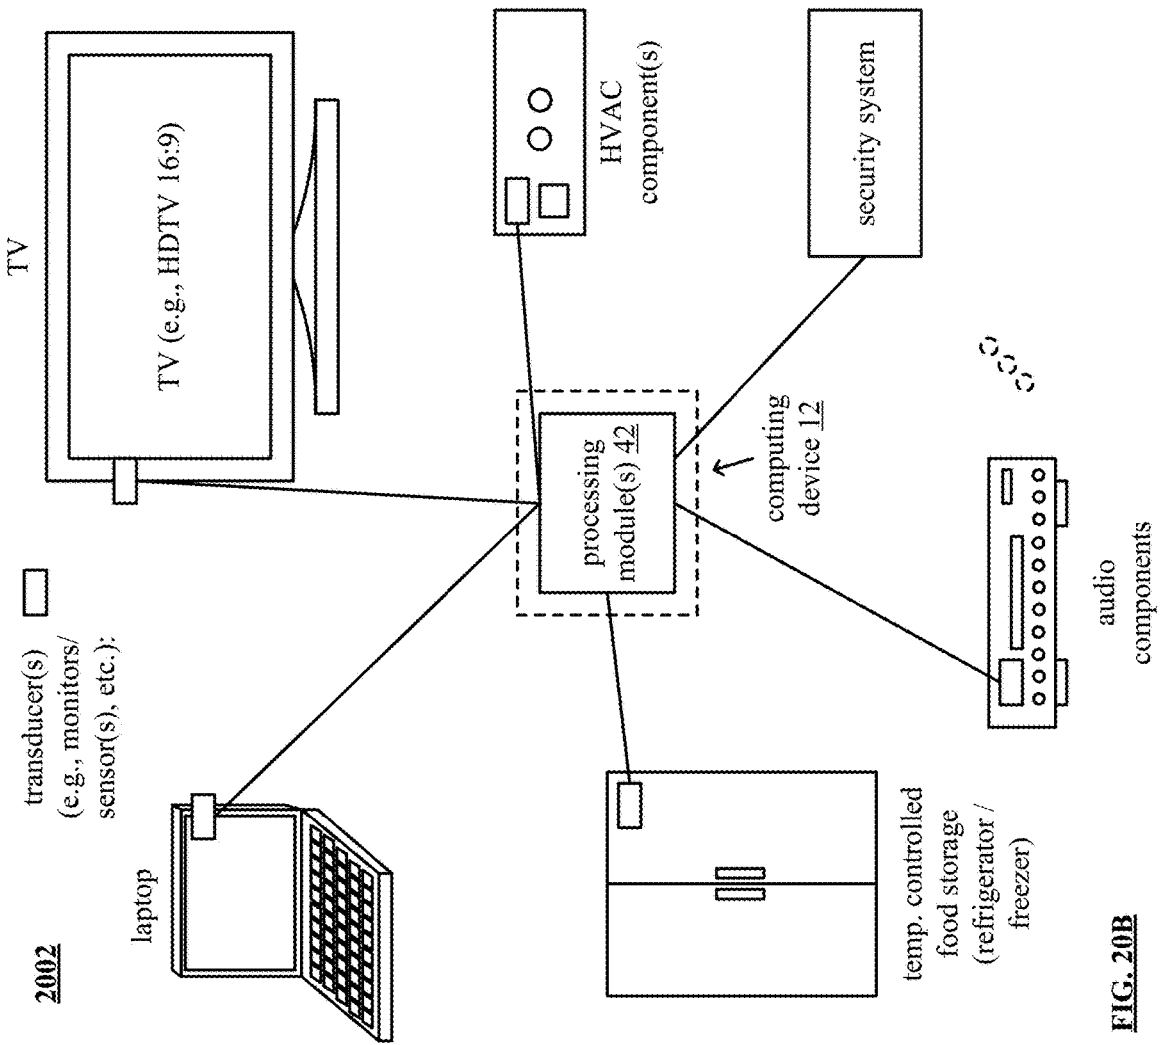 2002
transducer(s)
(e.g., monitors/
sensor(s), etc.):
laptop
TV
TV (e.g., HDTV 16:9)
processing
module(s) 42
computing
device 12
HVAC
component(s)
temp. controlled
food storage
(refrigerator /
freezer)
audio
components
security system
FIG. 20B